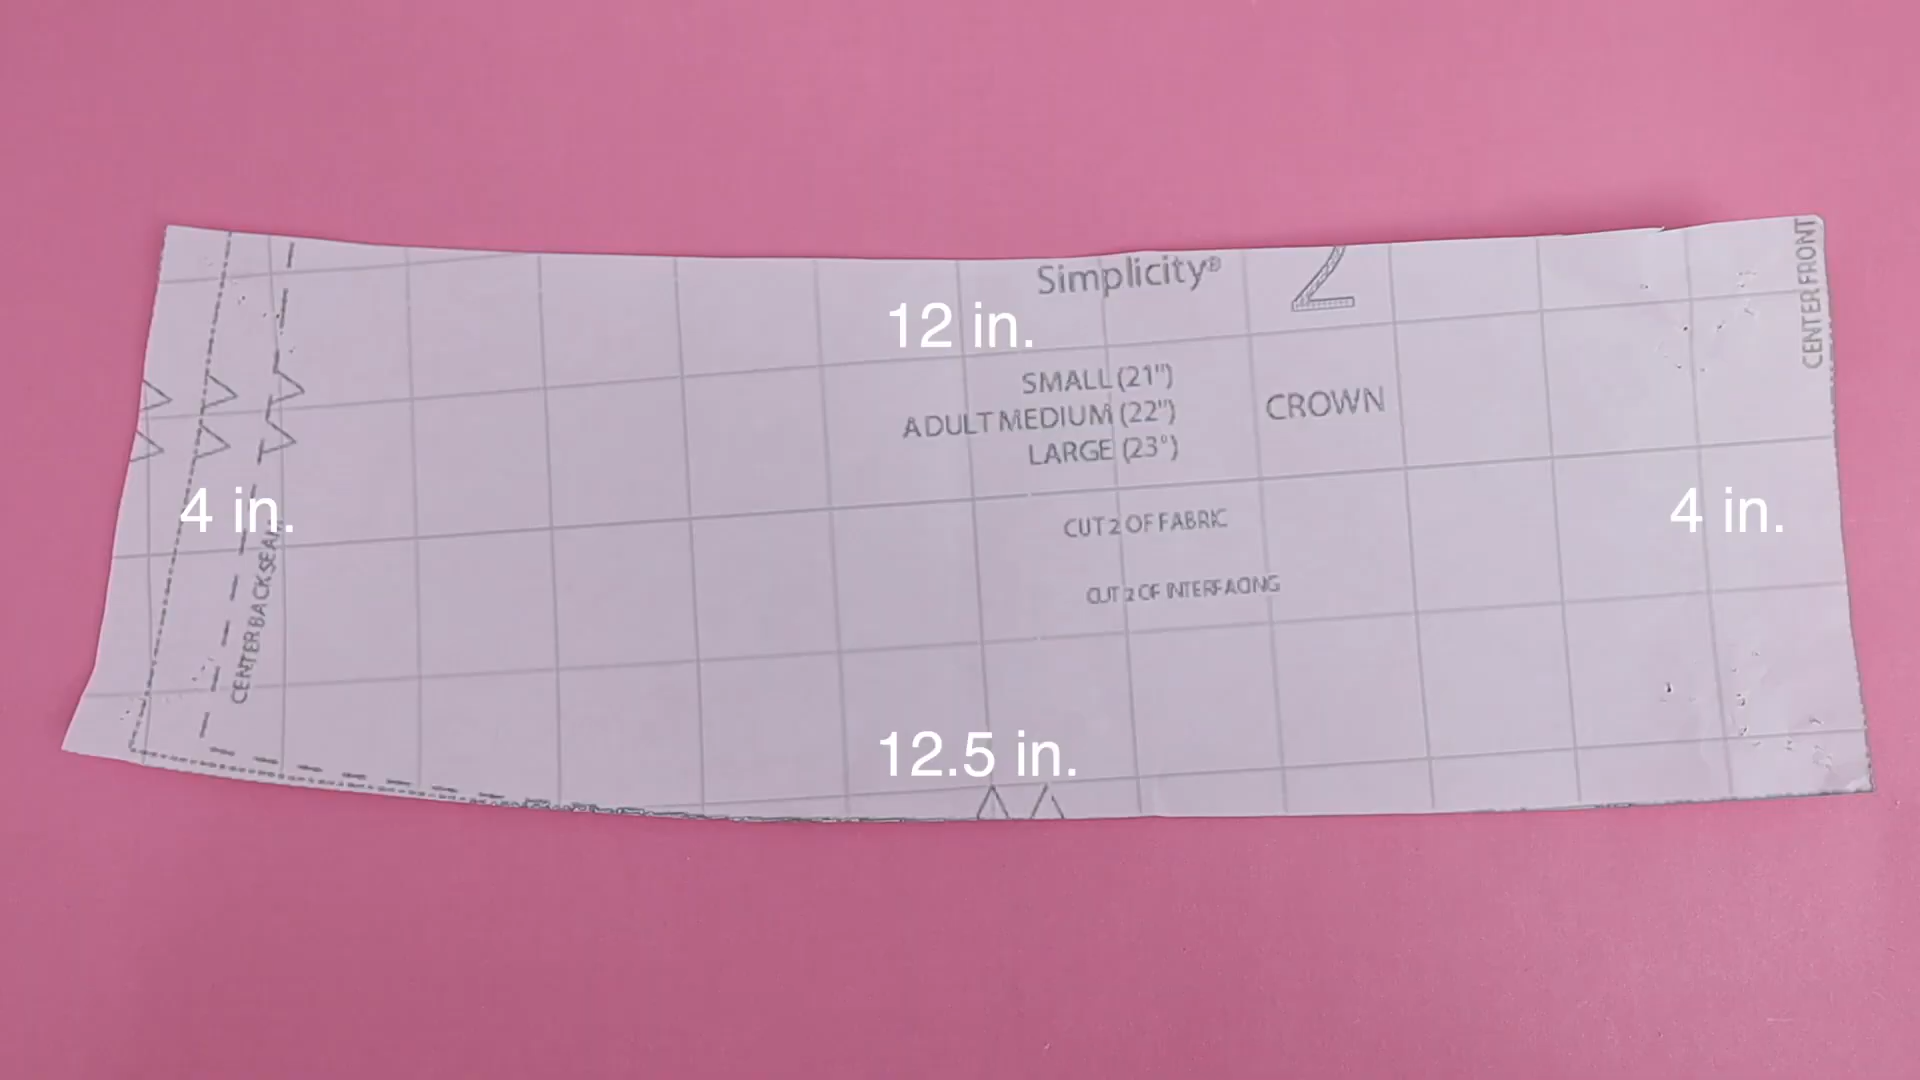 Simplicity®
2
12 in.
SMALL (21")
ADULT MEDIUM (22")
LARGE (23")
CROWN
CENTER FRONT
4 in.
4 in.
CUT 2 OF FABRIC
CUT 2 OF INTERFACING
CENTER BACK SEAM
12.5 in.